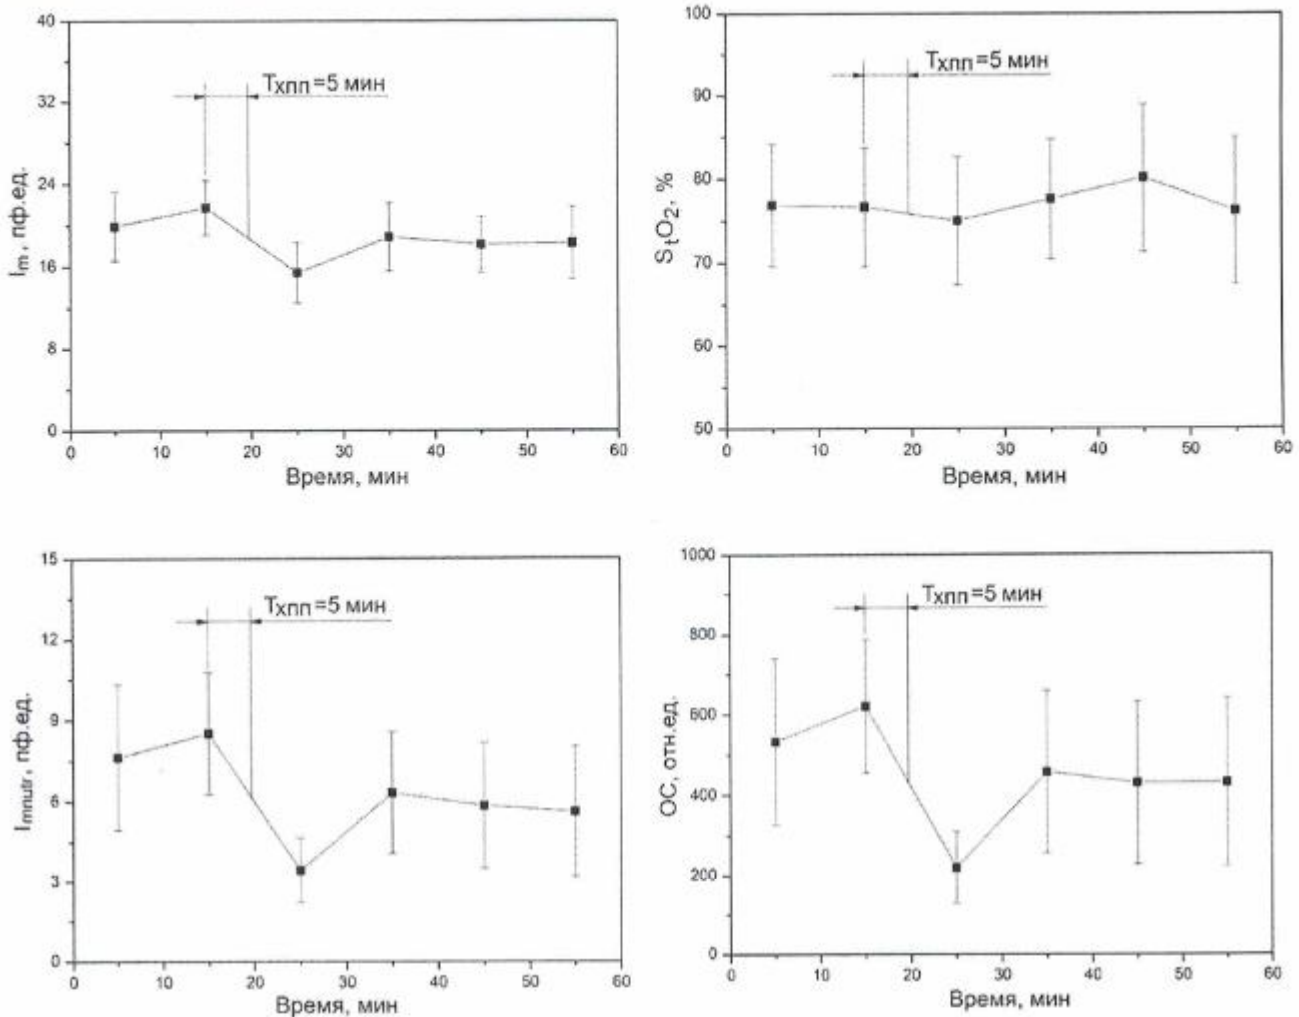 40
32
24
16
8
0
Im, пф.ед.
TХПП=5 мин
0 10 20 30 40 50 60
Время, мин
100
90
80
70
60
50
StO2, %
TХПП=5 мин
0 10 20 30 40 50 60
Время, мин
15
12
9
6
3
0
Imnutr, пф.ед.
TХПП=5 мин
0 10 20 30 40 50 60
Время, мин
1000
800
600
400
200
0
ОС, отн.ед.
TХПП=5 мин
0 10 20 30 40 50 60
Время, мин